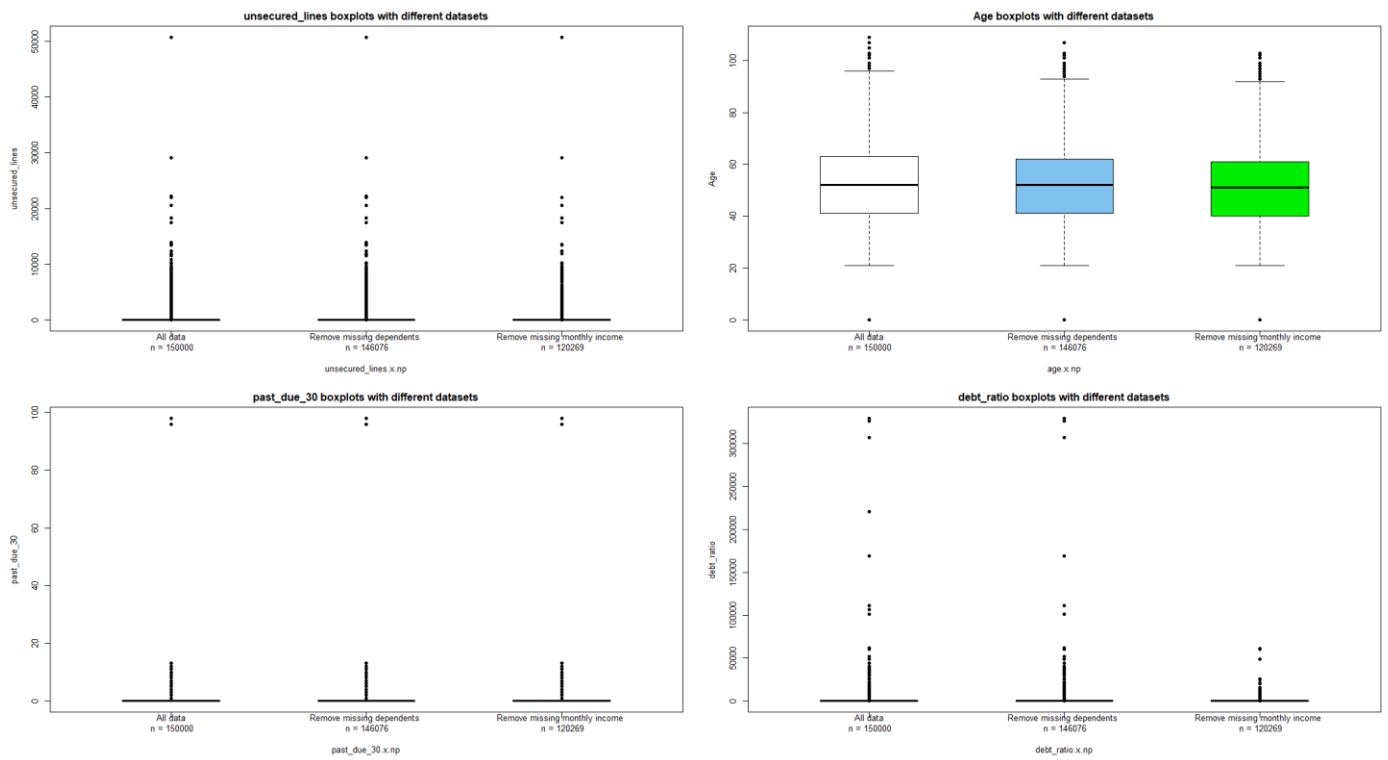 unsecured_lines boxplots with different datasets
50000
40000
30000
20000
10000
0
unsecured_lines
All data
n = 150000
Remove missing dependents
n = 146076
Remove missing monthly income
n = 120269
unsecured_lines.x.np
Age boxplots with different datasets
100
80
60
40
20
0
Age
All data
n = 150000
Remove missing dependents
n = 146076
Remove missing monthly income
n = 120269
age.x.np
past_due_30 boxplots with different datasets
100
80
60
40
20
0
past_due_30
All data
n = 150000
Remove missing dependents
n = 146076
Remove missing monthly income
n = 120269
past_due_30.x.np
debt_ratio boxplots with different datasets
300000
250000
200000
150000
100000
50000
0
debt_ratio
All data
n = 150000
Remove missing dependents
n = 146076
Remove missing monthly income
n = 120269
debt_ratio.x.np